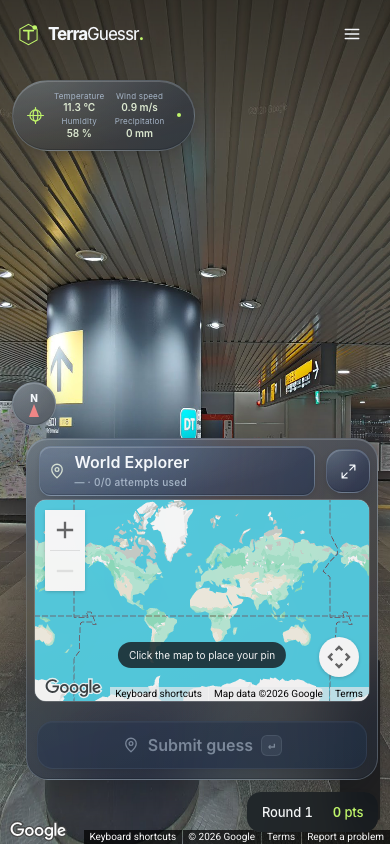 TerraGuessr.
Temperature
11.3 °C
Wind speed
0.9 m/s
Humidity
58 %
Precipitation
0 mm
© 2026 Google
N
DT
World Explorer
— · 0/0 attempts used
Click the map to place your pin
Google
Keyboard shortcuts
Map data ©2026 Google
Terms
Submit guess
Round 1
0 pts
Google
Keyboard shortcuts
© 2026 Google
Terms
Report a problem